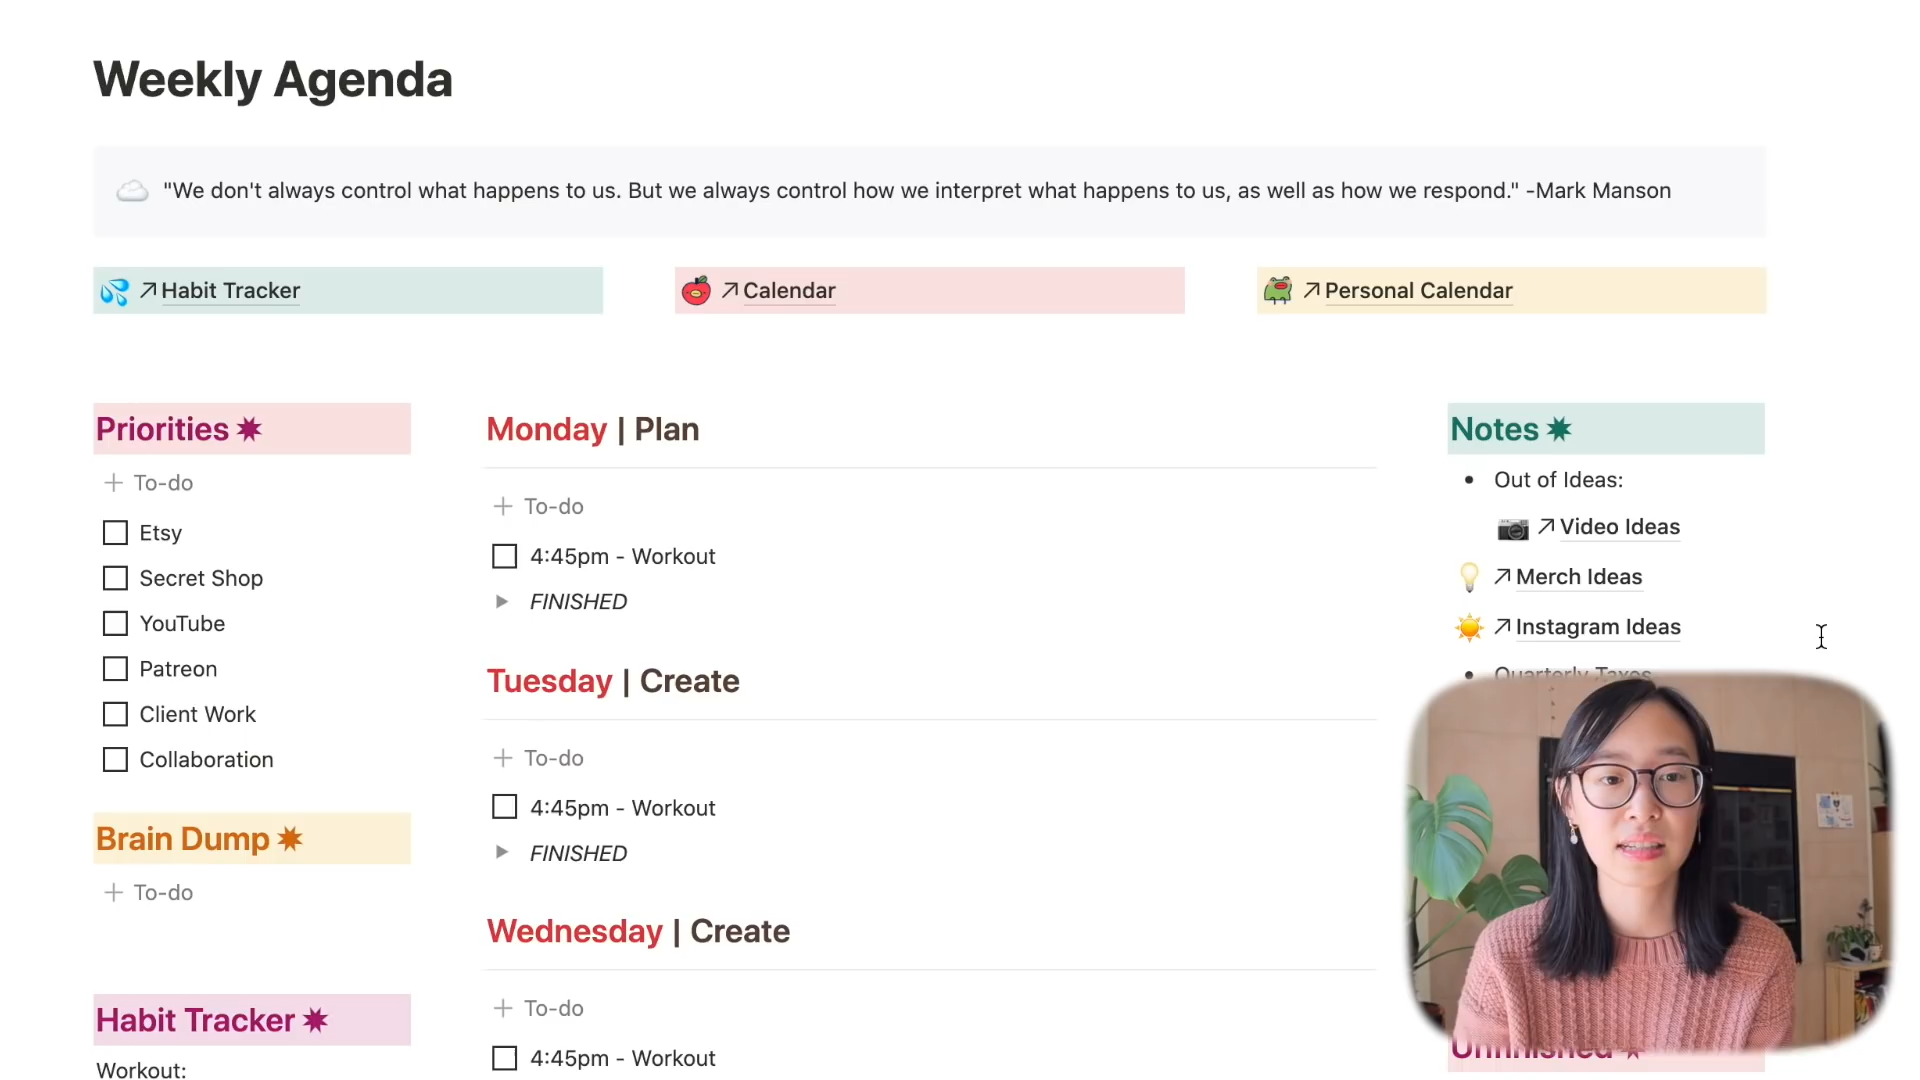 Weekly Agenda
"We don't always control what happens to us. But we always control how we interpret what happens to us, as well as how we respond." -Mark Manson
Habit Tracker
Calendar
Personal Calendar
Priorities
To-do
Etsy
Secret Shop
YouTube
Patreon
Client Work
Collaboration
Brain Dump
To-do
Habit Tracker
Workout:
Monday | Plan
To-do
4:45pm - Workout
FINISHED
Tuesday | Create
To-do
4:45pm - Workout
FINISHED
Wednesday | Create
To-do
4:45pm - Workout
Notes
Out of Ideas:
Video Ideas
Merch Ideas
Instagram Ideas
Quarterly Taxes
Unfinished